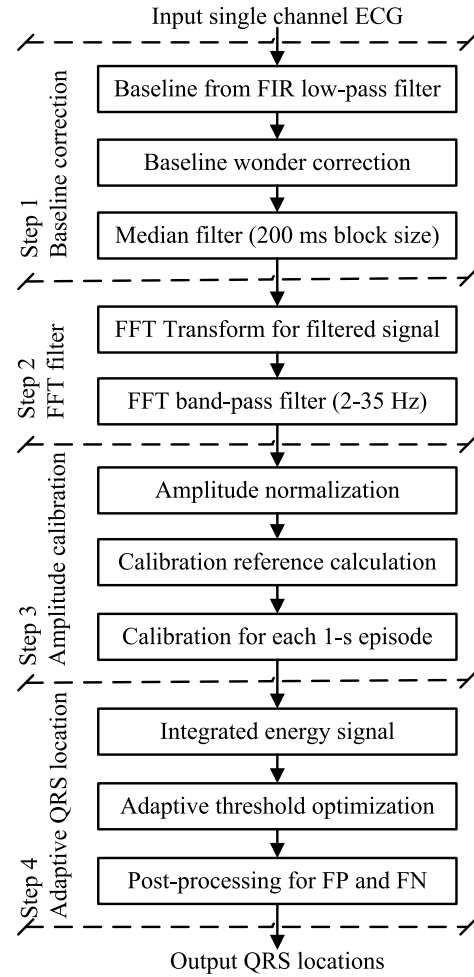 Input single channel ECG
Step 1
Baseline correction
Baseline from FIR low-pass filter
Baseline wonder correction
Median filter (200 ms block size)
Step 2
FFT filter
FFT Transform for filtered signal
FFT band-pass filter (2-35 Hz)
Step 3
Amplitude calibration
Amplitude normalization
Calibration reference calculation
Calibration for each 1-s episode
Step 4
Adaptive QRS location
Integrated energy signal
Adaptive threshold optimization
Post-processing for FP and FN
Output QRS locations